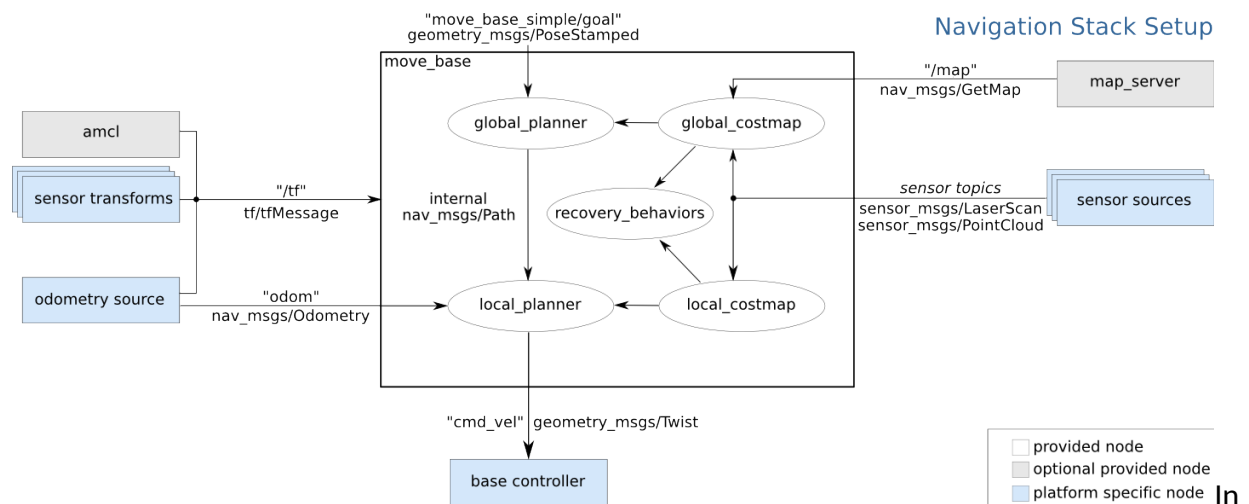 "move_base_simple/goal"
geometry_msgs/PoseStamped
Navigation Stack Setup
move_base
"/map"
nav_msgs/GetMap
map_server
amcl
global_planner
global_costmap
sensor transforms
"/tf"
tf/tfMessage
internal
nav_msgs/Path
recovery_behaviors
sensor topics
sensor_msgs/LaserScan
sensor_msgs/PointCloud
sensor sources
odometry source
"odom"
nav_msgs/Odometry
local_planner
local_costmap
"cmd_vel" geometry_msgs/Twist
base controller
provided node
optional provided node
platform specific node
In